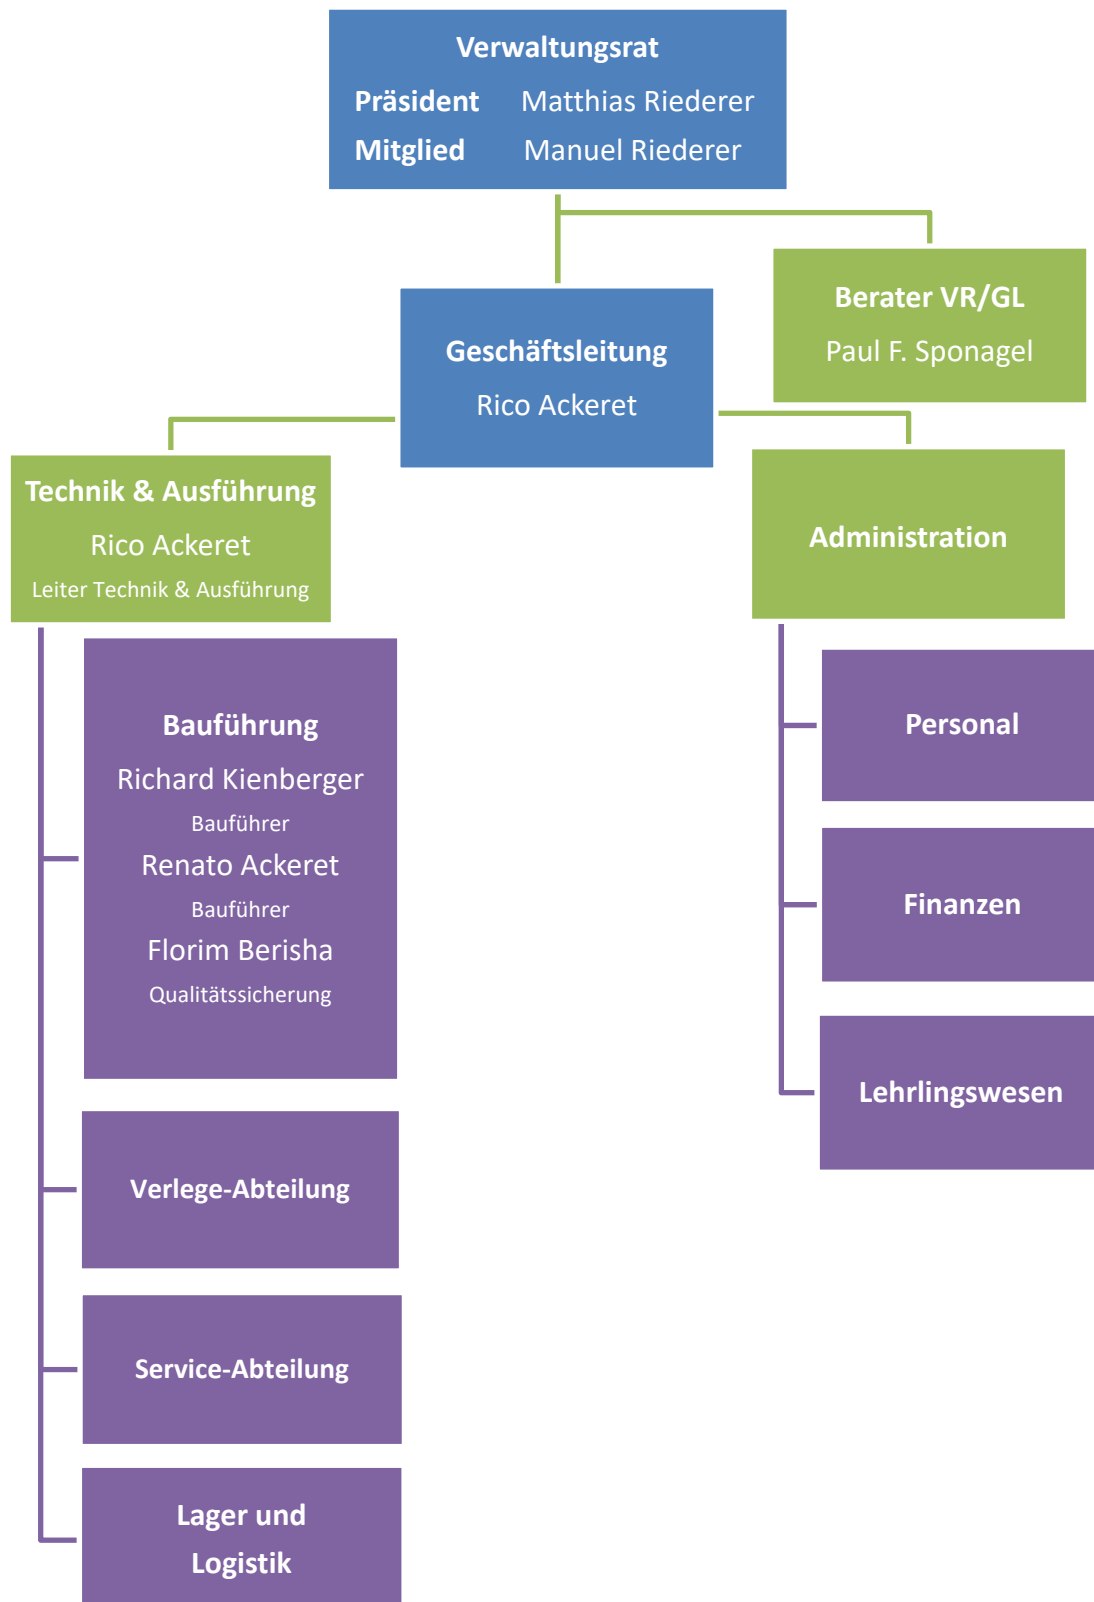 Verwaltungsrat
Präsident Matthias Riederer
Mitglied Manuel Riederer
Berater VR/GL
Paul F. Sponagel
Geschäftsleitung
Rico Ackeret
Technik & Ausführung
Rico Ackeret
Leiter Technik & Ausführung
Administration
Bauführung
Richard Kienberger
Bauführer
Renato Ackeret
Bauführer
Florim Berisha
Qualitätssicherung
Verlege-Abteilung
Service-Abteilung
Lager und
Logistik
Personal
Finanzen
Lehrlingswesen